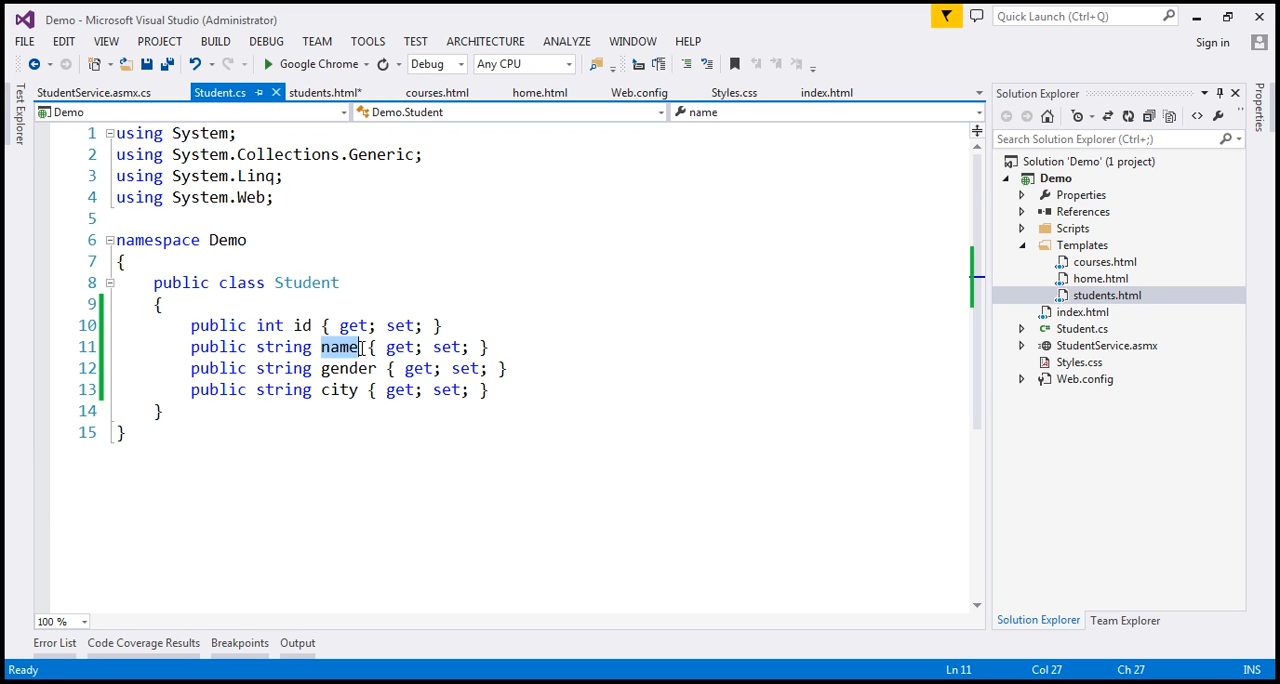 Demo - Microsoft Visual Studio (Administrator)
Quick Launch (Ctrl+Q)
FILE EDIT VIEW PROJECT BUILD DEBUG TEAM TOOLS TEST ARCHITECTURE ANALYZE WINDOW HELP
Sign in
Google Chrome Debug Any CPU
Test Explorer
StudentService.asmx.cs Student.cs students.html* courses.html home.html Web.config Styles.css index.html
Demo Demo.Student name
1 using System;
2 using System.Collections.Generic;
3 using System.Linq;
4 using System.Web;
5
6 namespace Demo
7 {
8 public class Student
9 {
10 public int id { get; set; }
11 public string name { get; set; }
12 public string gender { get; set; }
13 public string city { get; set; }
14 }
15 }
100 %
Error List Code Coverage Results Breakpoints Output
Solution Explorer
Search Solution Explorer (Ctrl+;)
Solution 'Demo' (1 project)
Demo
Properties
References
Scripts
Templates
courses.html
home.html
students.html
index.html
Student.cs
StudentService.asmx
Styles.css
Web.config
Solution Explorer Team Explorer
Properties
Ready Ln 11 Col 27 Ch 27 INS